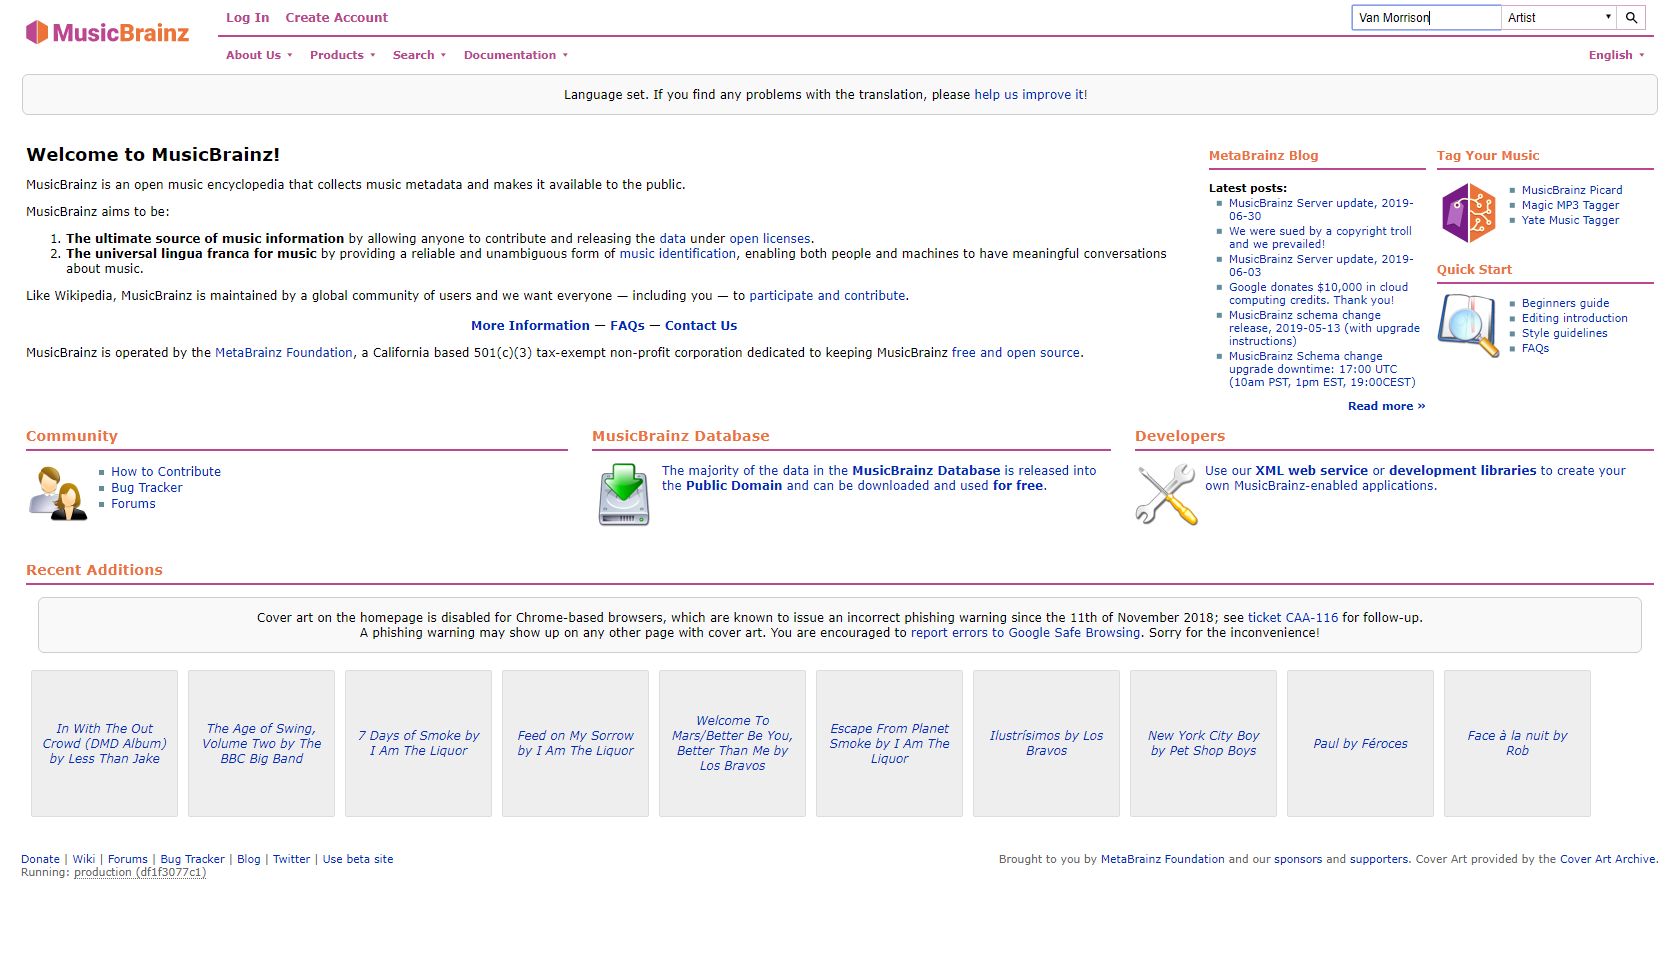 MusicBrainz
Log In Create Account
Van Morrison Artist
About Us Products Search Documentation English
Language set. If you find any problems with the translation, please help us improve it!
Welcome to MusicBrainz!
MusicBrainz is an open music encyclopedia that collects music metadata and makes it available to the public.
MusicBrainz aims to be:
1. The ultimate source of music information by allowing anyone to contribute and releasing the data under open licenses.
2. The universal lingua franca for music by providing a reliable and unambiguous form of music identification, enabling both people and machines to have meaningful conversations
about music.
Like Wikipedia, MusicBrainz is maintained by a global community of users and we want everyone — including you — to participate and contribute.
More Information — FAQs — Contact Us
MusicBrainz is operated by the MetaBrainz Foundation, a California based 501(c)(3) tax-exempt non-profit corporation dedicated to keeping MusicBrainz free and open source.
MetaBrainz Blog
Latest posts:
MusicBrainz Server update, 2019-
06-30
We were sued by a copyright troll
and we prevailed!
MusicBrainz Server update, 2019-
06-03
Google donates $10,000 in cloud
computing credits. Thank you!
MusicBrainz schema change
release, 2019-05-13 (with upgrade
instructions)
MusicBrainz Schema change
upgrade downtime: 17:00 UTC
(10am PST, 1pm EST, 19:00CEST)
Read more »
Tag Your Music
MusicBrainz Picard
Magic MP3 Tagger
Yate Music Tagger
Quick Start
Beginners guide
Editing introduction
Style guidelines
FAQs
Community
How to Contribute
Bug Tracker
Forums
MusicBrainz Database
The majority of the data in the MusicBrainz Database is released into
the Public Domain and can be downloaded and used for free.
Developers
Use our XML web service or development libraries to create your
own MusicBrainz-enabled applications.
Recent Additions
Cover art on the homepage is disabled for Chrome-based browsers, which are known to issue an incorrect phishing warning since the 11th of November 2018; see ticket CAA-116 for follow-up.
A phishing warning may show up on any other page with cover art. You are encouraged to report errors to Google Safe Browsing. Sorry for the inconvenience!
In With The Out
Crowd (DMD Album)
by Less Than Jake
The Age of Swing,
Volume Two by The
BBC Big Band
7 Days of Smoke by
I Am The Liquor
Feed on My Sorrow
by I Am The Liquor
Welcome To
Mars/Better Be You,
Better Than Me by
Los Bravos
Escape From Planet
Smoke by I Am The
Liquor
Ilustrísimos by Los
Bravos
New York City Boy
by Pet Shop Boys
Paul by Féroces
Face à la nuit by
Rob
Donate | Wiki | Forums | Bug Tracker | Blog | Twitter | Use beta site
Running: production (df1f3077c1)
Brought to you by MetaBrainz Foundation and our sponsors and supporters. Cover Art provided by the Cover Art Archive.